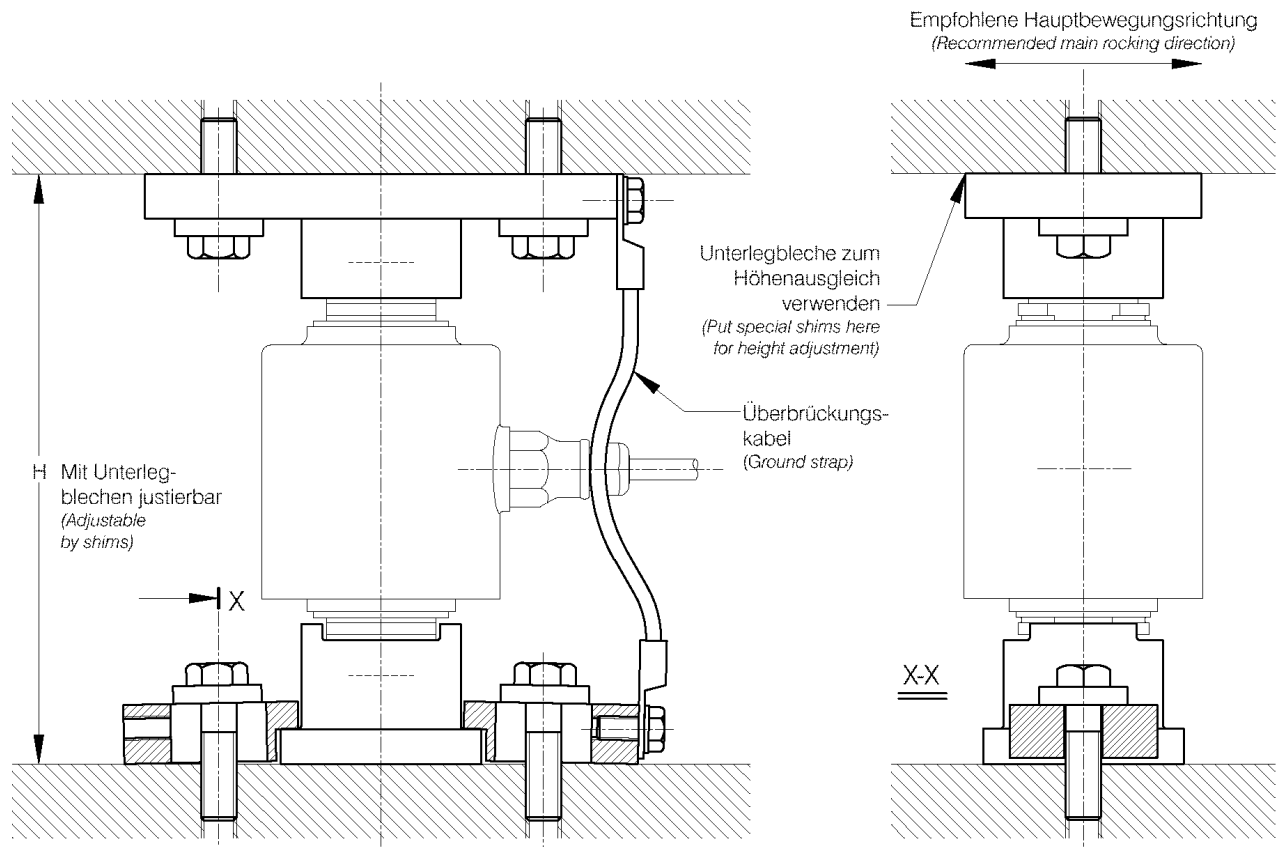 Empfohlene Hauptbewegungsrichtung
(Recommended main rocking direction)
Unterlegbleche zum
Höhenausgleich
verwenden
(Put special shims here
for height adjustment)
Überbrückungs-
kabel
(Ground strap)
H Mit Unterleg-
blechen justierbar
(Adjustable
by shims)
X
X-X